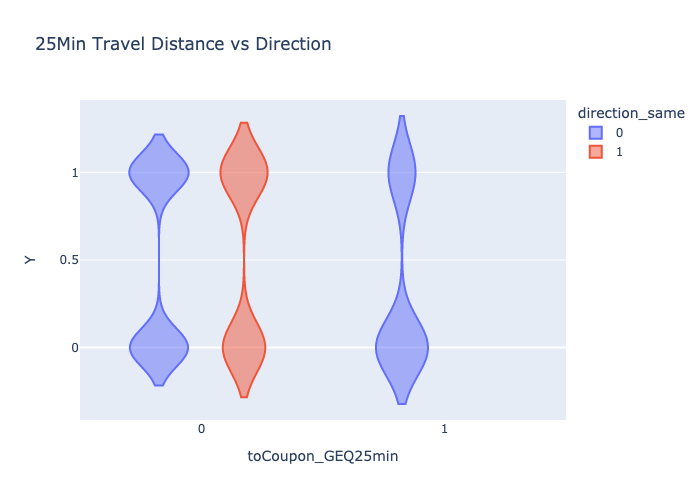 25Min Travel Distance vs Direction
direction_same
0
1
1
0.5
0
Y
0
1
toCoupon_GEQ25min